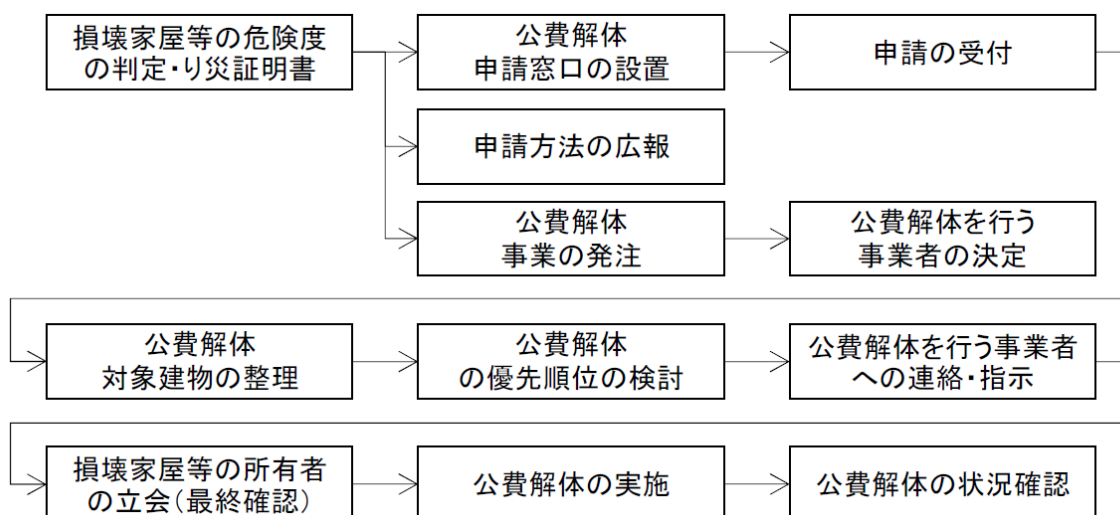 損壊家屋等の危険度
の判定・り災証明書
公費解体
申請窓口の設置
申請の受付
申請方法の広報
公費解体
事業の発注
公費解体を行う
事業者の決定
公費解体
対象建物の整理
公費解体
の優先順位の検討
公費解体を行う事業者
への連絡・指示
損壊家屋等の所有者
の立会(最終確認)
公費解体の実施
公費解体の状況確認